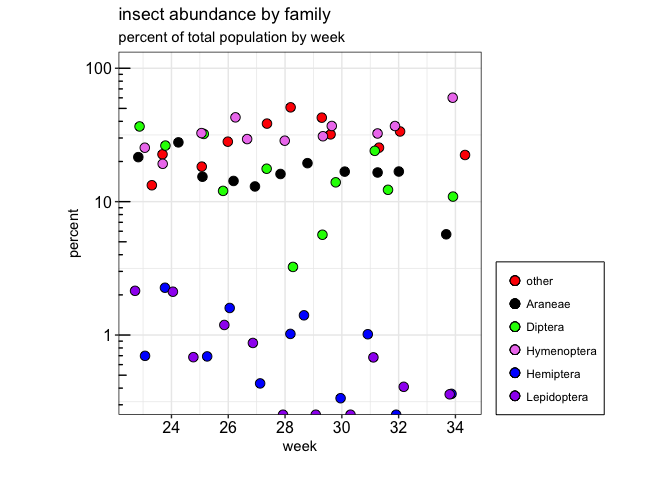 insect abundance by family
percent of total population by week
100
10
1
percent
24 26 28 30 32 34
week
other
Araneae
Diptera
Hymenoptera
Hemiptera
Lepidoptera